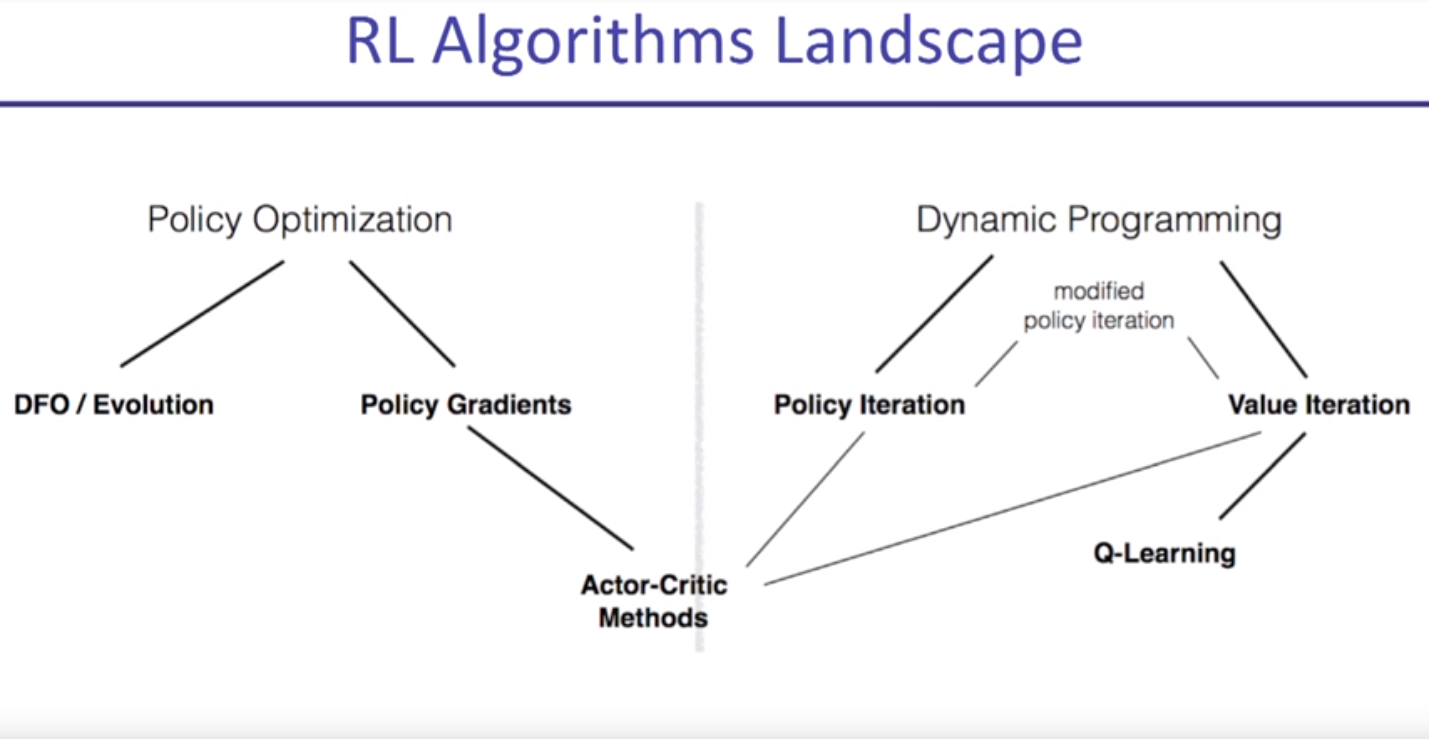 RL Algorithms Landscape
Policy Optimization
Dynamic Programming
modified
policy iteration
DFO / Evolution
Policy Gradients
Policy Iteration
Value Iteration
Q-Learning
Actor-Critic
Methods